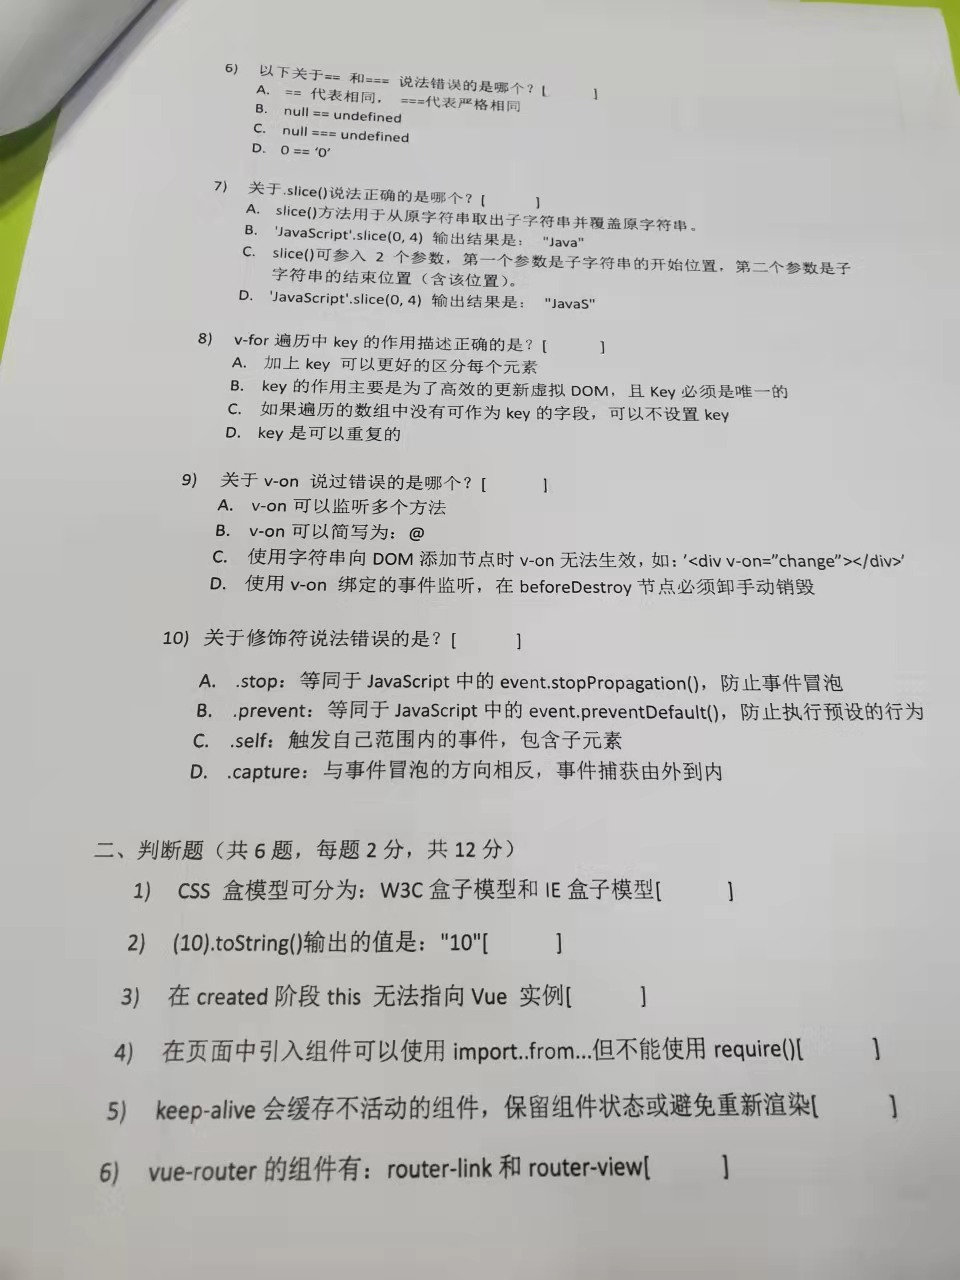 6) 以下关于== 和=== 说法错误的是哪个？[ ]
A. == 代表相同， ===代表严格相同
B. null == undefined
C. null === undefined
D. 0 == ‘0’
7) 关于.slice()说法正确的是哪个？[ ]
A. slice()方法用于从原字符串取出子字符串并覆盖原字符串。
B. 'JavaScript'.slice(0, 4) 输出结果是： "Java"
C. slice()可参入 2 个参数，第一个参数是子字符串的开始位置，第二个参数是子
字符串的结束位置（含该位置）。
D. 'JavaScript'.slice(0, 4) 输出结果是： "JavaS"
8) v-for 遍历中 key 的作用描述正确的是？[ ]
A. 加上 key 可以更好的区分每个元素
B. key 的作用主要是为了高效的更新虚拟 DOM，且 Key 必须是唯一的
C. 如果遍历的数组中没有可作为 key 的字段，可以不设置 key
D. key 是可以重复的
9) 关于 v-on 说过错误的是哪个？[ ]
A. v-on 可以监听多个方法
B. v-on 可以简写为：@
C. 使用字符串向 DOM 添加节点时 v-on 无法生效，如：’<div v-on=”change”></div>’
D. 使用 v-on 绑定的事件监听，在 beforeDestroy 节点必须卸手动销毁
10) 关于修饰符说法错误的是？[ ]
A. .stop：等同于 JavaScript 中的 event.stopPropagation()，防止事件冒泡
B. .prevent：等同于 JavaScript 中的 event.preventDefault()，防止执行预设的行为
C. .self：触发自己范围内的事件，包含子元素
D. .capture：与事件冒泡的方向相反，事件捕获由外到内
二、判断题（共 6 题，每题 2 分，共 12 分）
1) CSS 盒模型可分为：W3C 盒子模型和 IE 盒子模型[ ]
2) (10).toString()输出的值是："10"[ ]
3) 在 created 阶段 this 无法指向 Vue 实例[ ]
4) 在页面中引入组件可以使用 import..from...但不能使用 require()[ ]
5) keep-alive 会缓存不活动的组件，保留组件状态或避免重新渲染[ ]
6) vue-router 的组件有：router-link 和 router-view[ ]